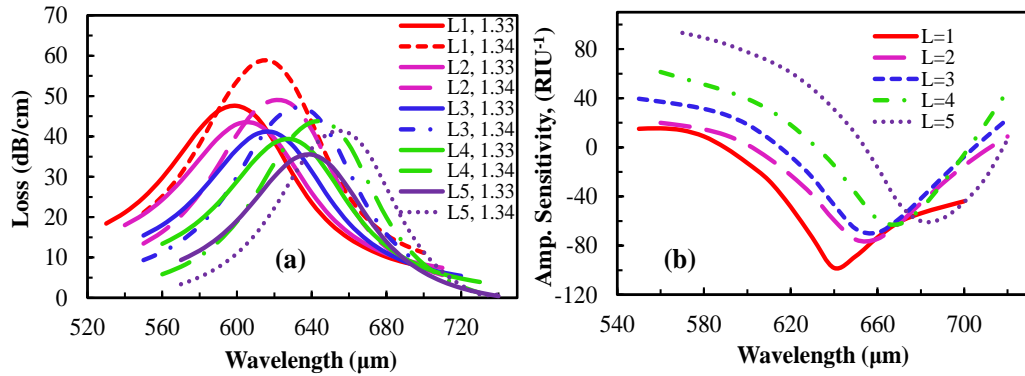 Loss (dB/cm)
70
60
50
40
30
20
10
0
520
560
600
640
680
720
Wavelength (μm)
(a)
L1, 1.33
L1, 1.34
L2, 1.33
L2, 1.34
L3, 1.33
L3, 1.34
L4, 1.33
L4, 1.34
L5, 1.33
L5, 1.34
Amp. Sensitivity, (RIU-1)
80
40
0
-40
-80
-120
550
620
660
720
Wavelength (μm)
(b)
L=1
L=2
L=3
L=4
L=5